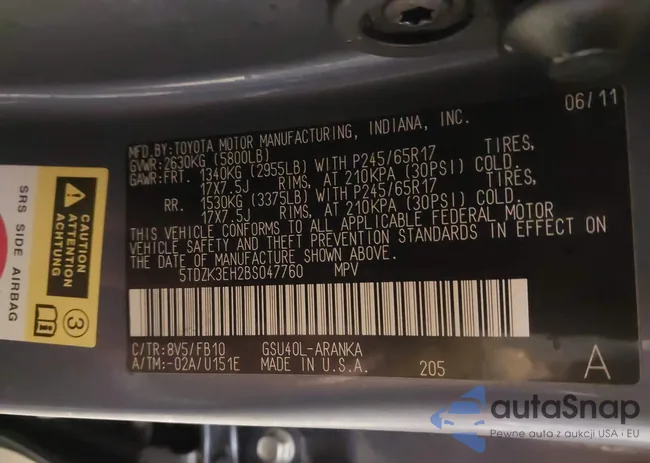 06/11
MFD.BY:TOYOTA MOTOR MANUFACTURING, INDIANA, INC.
GVWR:2630KG (5800LB)
GAWR:FRT. 1340KG (2955LB) WITH P245/65R17 TIRES,
17X7.5J RIMS, AT 210KPA (30PSI) COLD.
RR. 1530KG (3375LB) WITH P245/65R17 TIRES,
17X7.5J RIMS, AT 210KPA (30PSI) COLD.
THIS VEHICLE CONFORMS TO ALL APPLICABLE FEDERAL MOTOR
VEHICLE SAFETY AND THEFT PREVENTION STANDARDS IN EFFECT ON
THE DATE OF MANUFACTURE SHOWN ABOVE.
5TDZK3EH2BS047760 MPV
C/TR:8V5/FB10 GSU40L-ARANKA
A/TM:-02A/U151E MADE IN U.S.A. 205 A
SRS SIDE AIRBAG
CAUTION
ATTENTION
ACHTUNG
3
autaSnap
Pewne auta z aukcji USA i EU